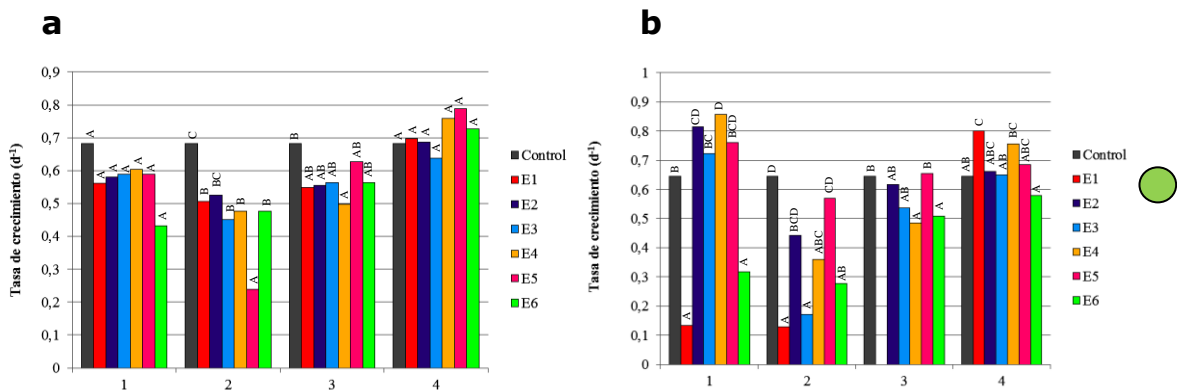 a
b
Tasa de crecimiento (d⁻¹)
0,9
0,8
0,7
0,6
0,5
0,4
0,3
0,2
0,1
0
A A A A A A A
C B BC B B A B
B AB AB AB A AB AB
A A A A A A A
1 2 3 4
Control
E1
E2
E3
E4
E5
E6
Tasa de crecimiento (d⁻¹)
1
0,9
0,8
0,7
0,6
0,5
0,4
0,3
0,2
0,1
0
B A CD BC D BCD A
D A BCD A ABC CD AB
B AB AB A B A
AB C ABC AB BC ABC A
1 2 3 4
Control
E1
E2
E3
E4
E5
E6